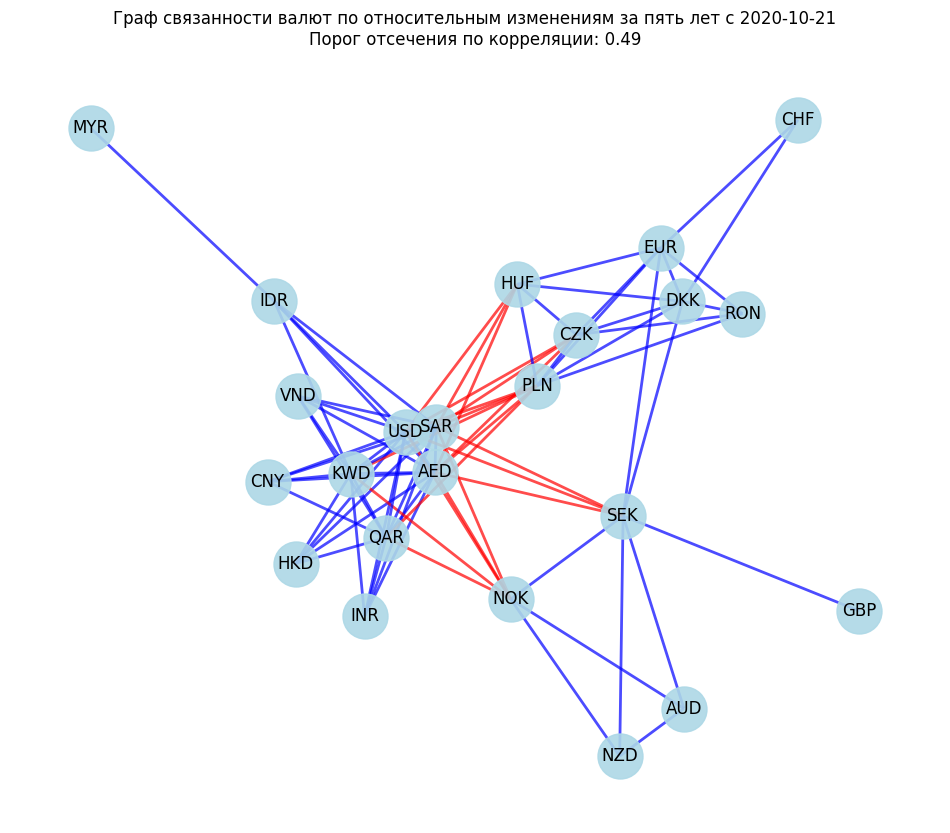 Граф связанности валют по относительным изменениям за пять лет с 2020-10-21
Порог отсечения по корреляции: 0.49
MYR
CHF
EUR
HUF
DKK
IDR
RON
CZK
PLN
VND
SAR
USD
AED
KWD
CNY
SEK
QAR
HKD
NOK
GBP
INR
AUD
NZD